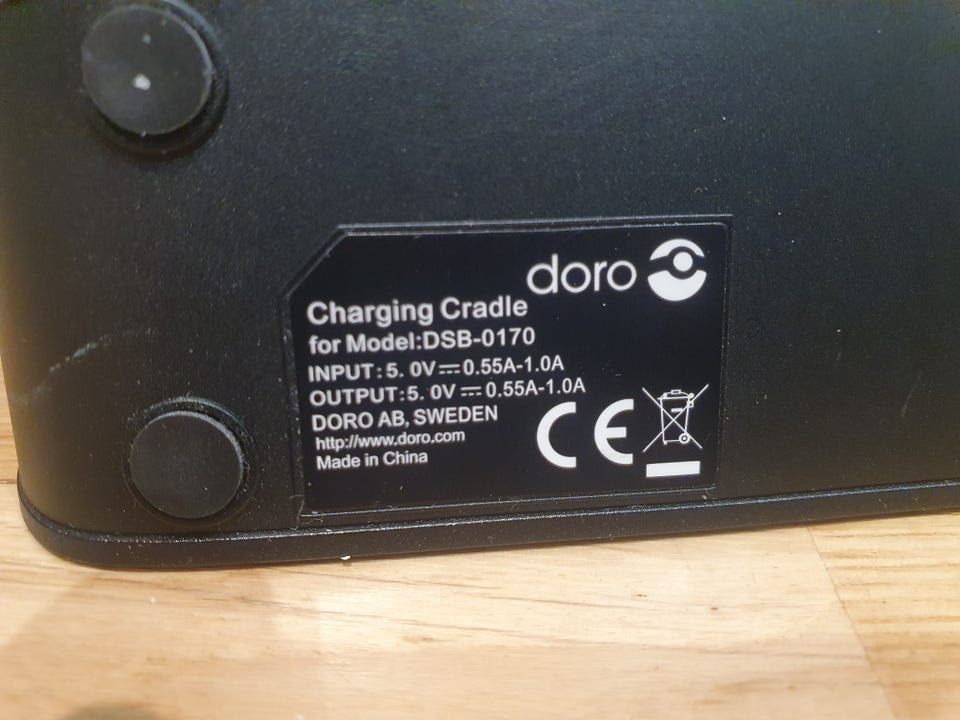 doro
Charging Cradle
for Model:DSB-0170
INPUT:5. 0V⎓0.55A-1.0A
OUTPUT:5. 0V⎓0.55A-1.0A
DORO AB, SWEDEN
http://www.doro.com
Made in China
CE